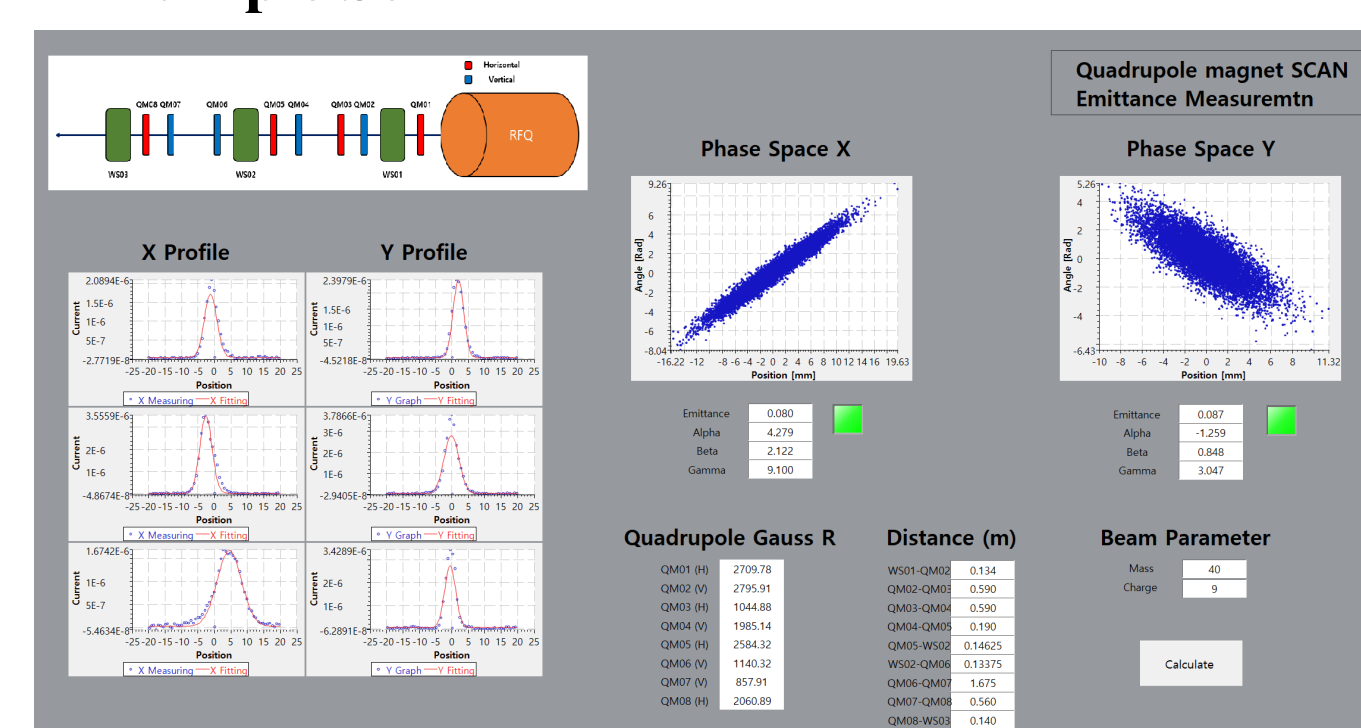 Horizontal
Vertical
QM08 QM07 QM06 QM05 QM04 QM03 QM02 QM01
RFQ
WS03 WS02 WS01
Quadrupole magnet SCAN
Emittance Measuremtn
Phase Space X
9.26
6
4
2
0
-2
-4
-6
-8.04
Angle [Rad]
-16.22 -12 -8 -6 -4 -2 0 2 4 6 8 10 12 14 16 19.63
Position [mm]
Phase Space Y
5.26
4
2
0
-2
-4
-6.43
Angle [Rad]
-10 -8 -6 -4 -2 0 2 4 6 8 11.32
Position [mm]
X Profile
Y Profile
2.0894E-6
1.5E-6
1E-6
5E-7
-2.7719E-8
Current
-25 -20 -15 -10 -5 0 5 10 15 20 25
Position
X Measuring X Fitting
2.3979E-6
1.5E-6
1E-6
5E-7
-4.5218E-8
Current
-25 -20 -15 -10 -5 0 5 10 15 20 25
Position
Y Graph Y Fitting
3.5559E-6
2E-6
1E-6
-4.8674E-8
Current
-25 -20 -15 -10 -5 0 5 10 15 20 25
Position
X Measuring X Fitting
3.7866E-6
3E-6
2E-6
1E-6
-2.9405E-8
Current
-25 -20 -15 -10 -5 0 5 10 15 20 25
Position
Y Graph Y Fitting
1.6742E-6
1E-6
5E-7
-5.4634E-8
Current
-25 -20 -15 -10 -5 0 5 10 15 20 25
Position
X Measuring X Fitting
3.4289E-6
2E-6
1E-6
-6.2891E-8
Current
-25 -20 -15 -10 -5 0 5 10 15 20 25
Position
Y Graph Y Fitting
Emittance 0.080
Alpha 4.279
Beta 2.122
Gamma 9.100
Emittance 0.087
Alpha -1.259
Beta 0.848
Gamma 3.047
Quadrupole Gauss R
QM01 (H) 2709.78
QM02 (V) 2795.91
QM03 (H) 1044.88
QM04 (V) 1985.14
QM05 (H) 2584.32
QM06 (V) 1140.32
QM07 (V) 857.91
QM08 (H) 2060.89
Distance (m)
WS01-QM02 0.134
QM02-QM03 0.590
QM03-QM04 0.590
QM04-QM05 0.190
QM05-WS02 0.14625
WS02-QM06 0.13375
QM06-QM07 1.675
QM07-QM08 0.560
QM08-WS03 0.140
Beam Parameter
Mass 40
Charge 9
Calculate